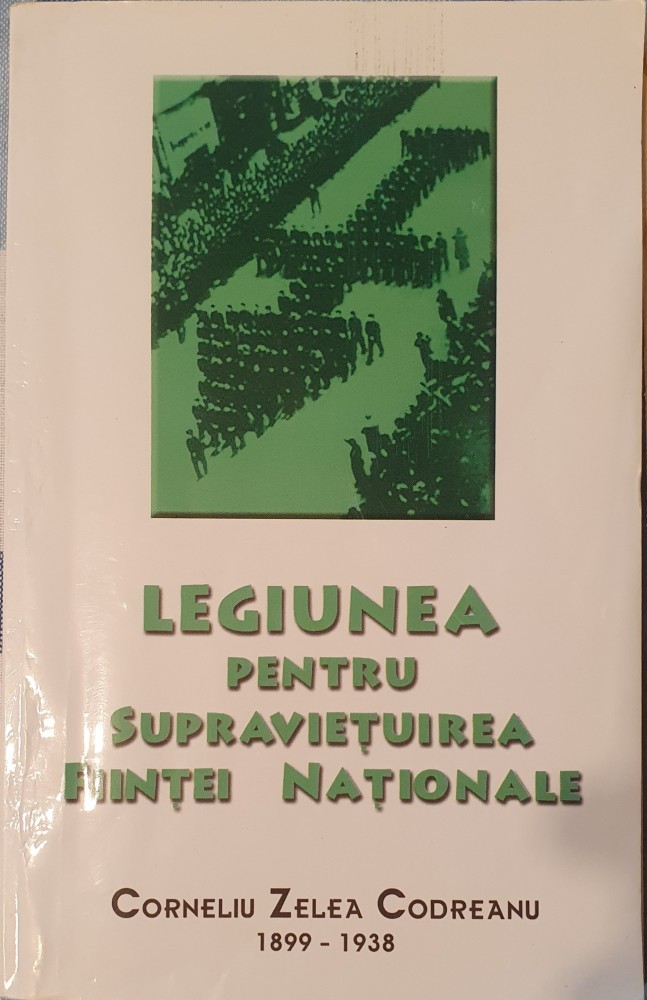 LEGIUNEA
PENTRU
SUPRAVIEȚUIREA
FIINȚEI NAȚIONALE
CORNELIU ZELEA CODREANU
1899 - 1938